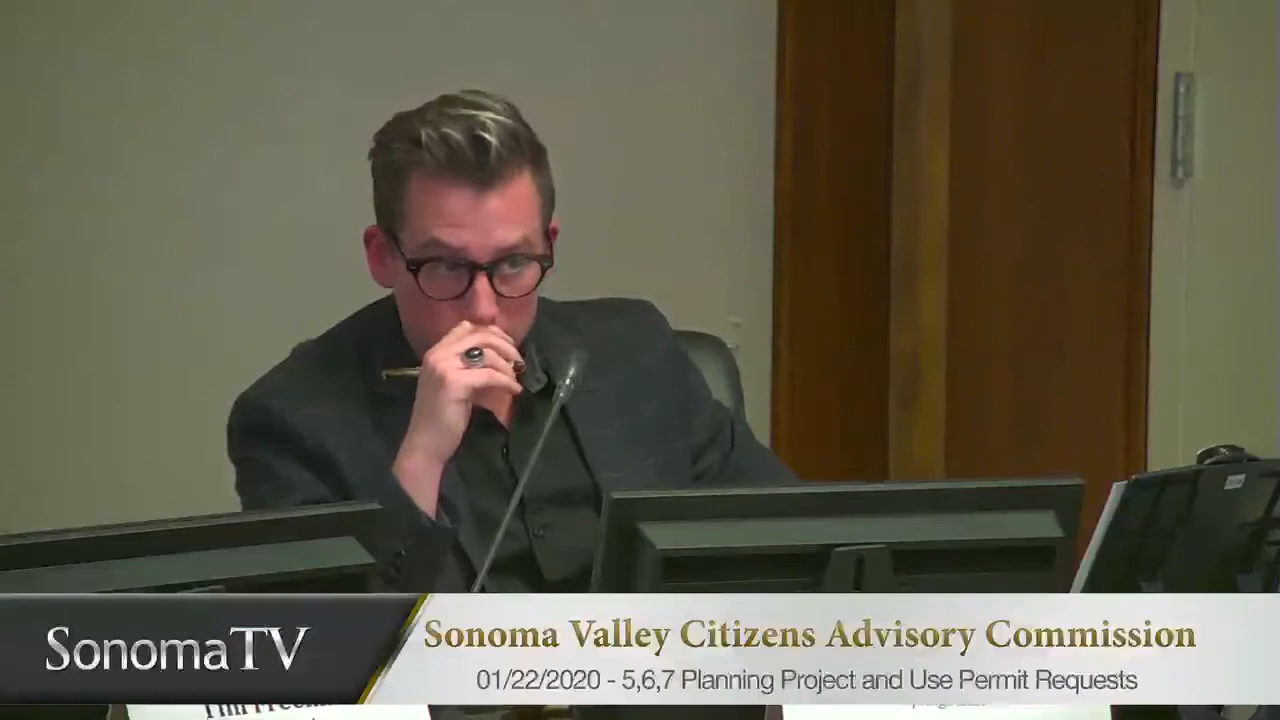 SonomaTV
Sonoma Valley Citizens Advisory Commission
01/22/2020 - 5,6,7 Planning Project and Use Permit Requests